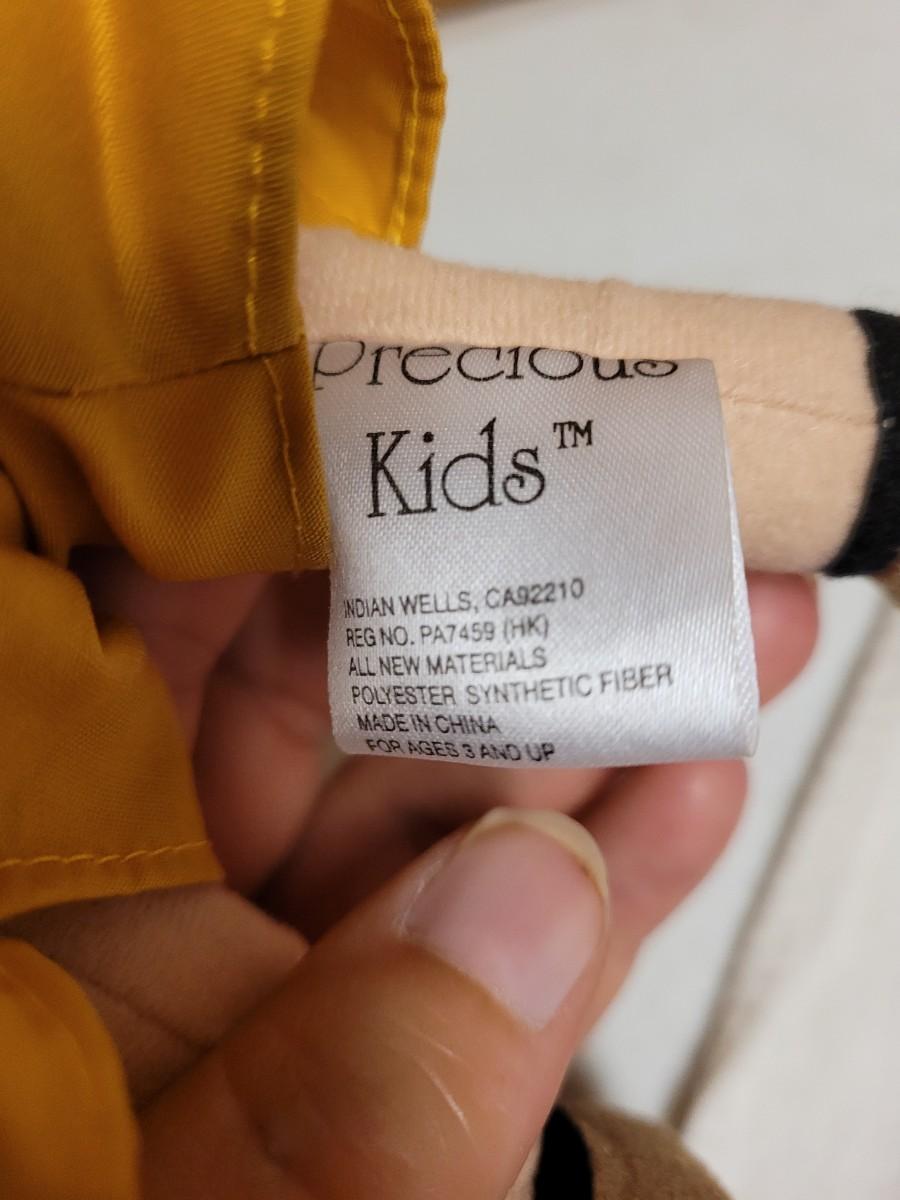 Precious
Kids™
INDIAN WELLS, CA92210
REG NO. PA7459 (HK)
ALL NEW MATERIALS
POLYESTER SYNTHETIC FIBER
MADE IN CHINA
FOR AGES 3 AND UP